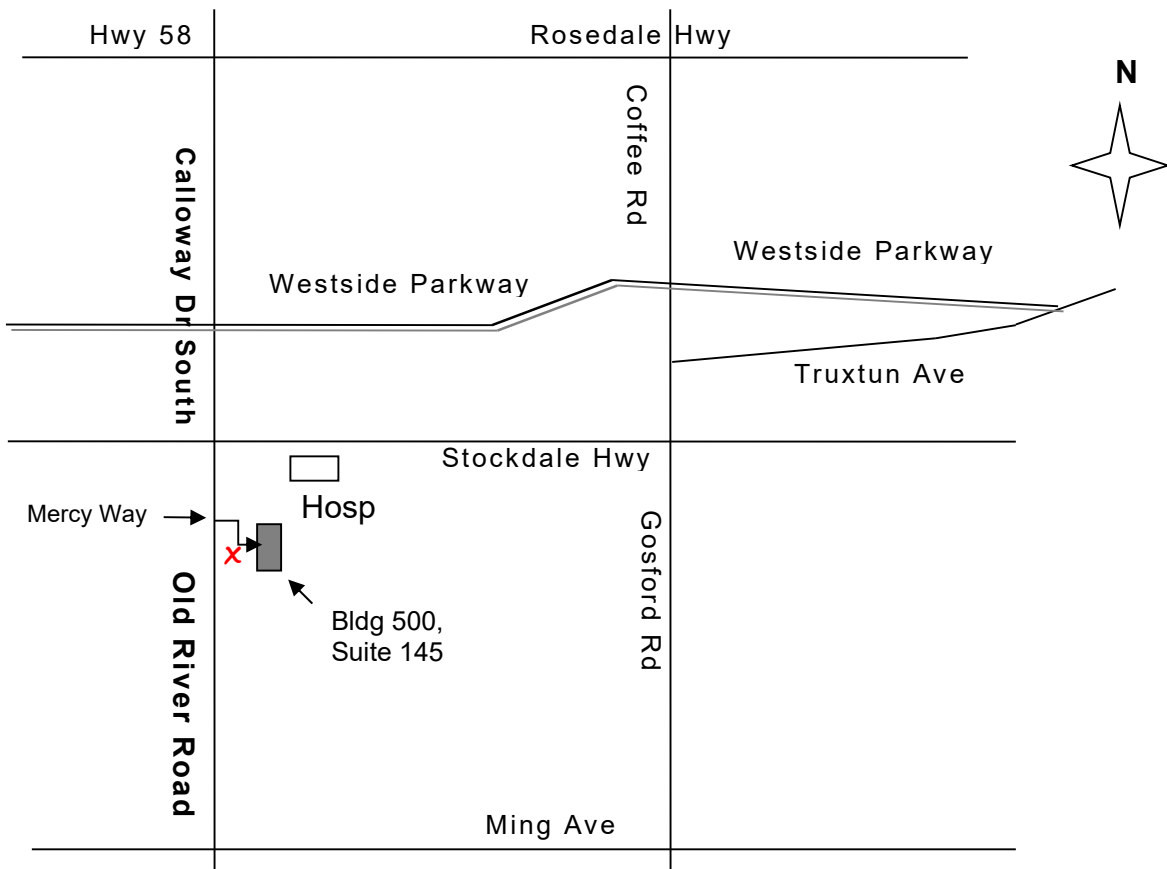 Hwy 58
Rosedale Hwy
N
Coffee Rd
Calloway Dr South
Westside Parkway
Westside Parkway
Truxtun Ave
Stockdale Hwy
Hosp
Mercy Way
x
Gosford Rd
Old River Road
Bldg 500,
Suite 145
Ming Ave